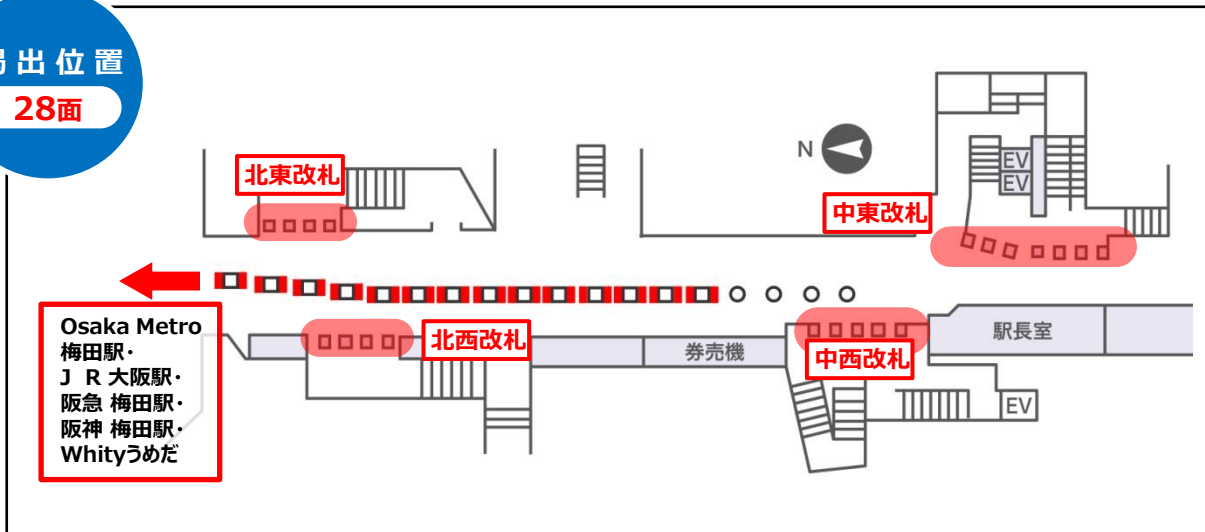 出位置
28面
北東改札
N
EV
EV
中東改札
Osaka Metro
梅田駅・
J R 大阪駅・
阪急 梅田駅・
阪神 梅田駅・
Whityうめだ
北西改札
券売機
中西改札
駅長室
EV